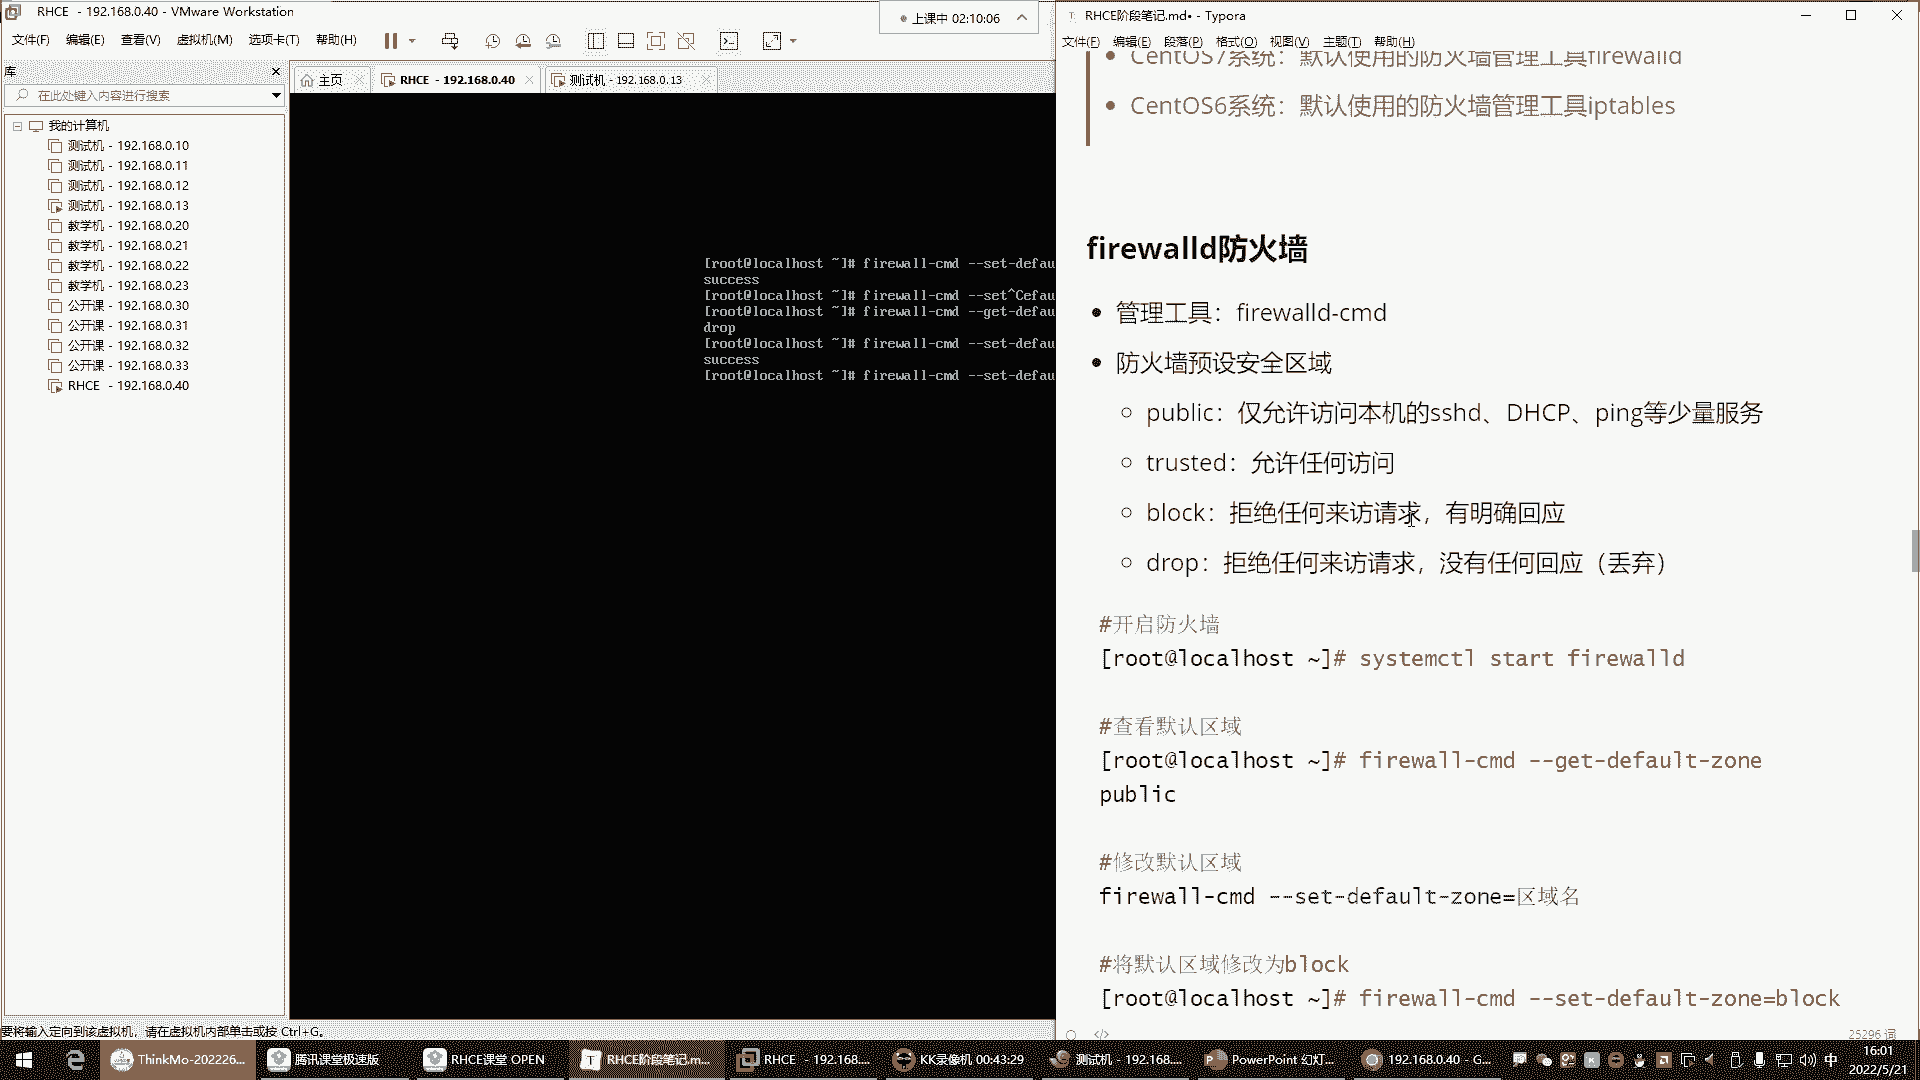 RHCE - 192.168.0.40 - VMware Workstation
上课中 02:10:06
文件(F) 编辑(E) 查看(V) 虚拟机(M) 选项卡(T) 帮助(H)
库
在此处键入内容进行搜索
我的计算机
测试机 - 192.168.0.10
测试机 - 192.168.0.11
测试机 - 192.168.0.12
测试机 - 192.168.0.13
教学机 - 192.168.0.20
教学机 - 192.168.0.21
教学机 - 192.168.0.22
教学机 - 192.168.0.23
公开课 - 192.168.0.30
公开课 - 192.168.0.31
公开课 - 192.168.0.32
公开课 - 192.168.0.33
RHCE - 192.168.0.40
主页 RHCE - 192.168.0.40 测试机 - 192.168.0.13
[root@localhost ~]# firewall-cmd --set-defau
success
[root@localhost ~]# firewall-cmd --set^Cefau
[root@localhost ~]# firewall-cmd --get-defau
drop
[root@localhost ~]# firewall-cmd --set-defau
success
[root@localhost ~]# firewall-cmd --set-defau
要将输入定向到该虚拟机，请在虚拟机内部单击或按 Ctrl+G。
RHCE阶段笔记.md• - Typora
文件(F) 编辑(E) 段落(P) 格式(O) 视图(V) 主题(T) 帮助(H)
CentOS7系统：默认使用的防火墙管理工具firewalld
CentOS6系统：默认使用的防火墙管理工具iptables
firewalld防火墙
管理工具：firewalld-cmd
防火墙预设安全区域
public：仅允许访问本机的sshd、DHCP、ping等少量服务
trusted：允许任何访问
block：拒绝任何来访请求，有明确回应
drop：拒绝任何来访请求，没有任何回应（丢弃）
#开启防火墙
[root@localhost ~]# systemctl start firewalld
#查看默认区域
[root@localhost ~]# firewall-cmd --get-default-zone
public
#修改默认区域
firewall-cmd --set-default-zone=区域名
#将默认区域修改为block
[root@localhost ~]# firewall-cmd --set-default-zone=block
25296 词
ThinkMo-202226... 腾讯课堂极速版 RHCE课堂 OPEN RHCE阶段笔记.m... RHCE - 192.168.... KK录像机 00:43:29 测试机 - 192.168.... PowerPoint 幻灯... 192.168.0.40 - G... 中
16:01
2022/5/21